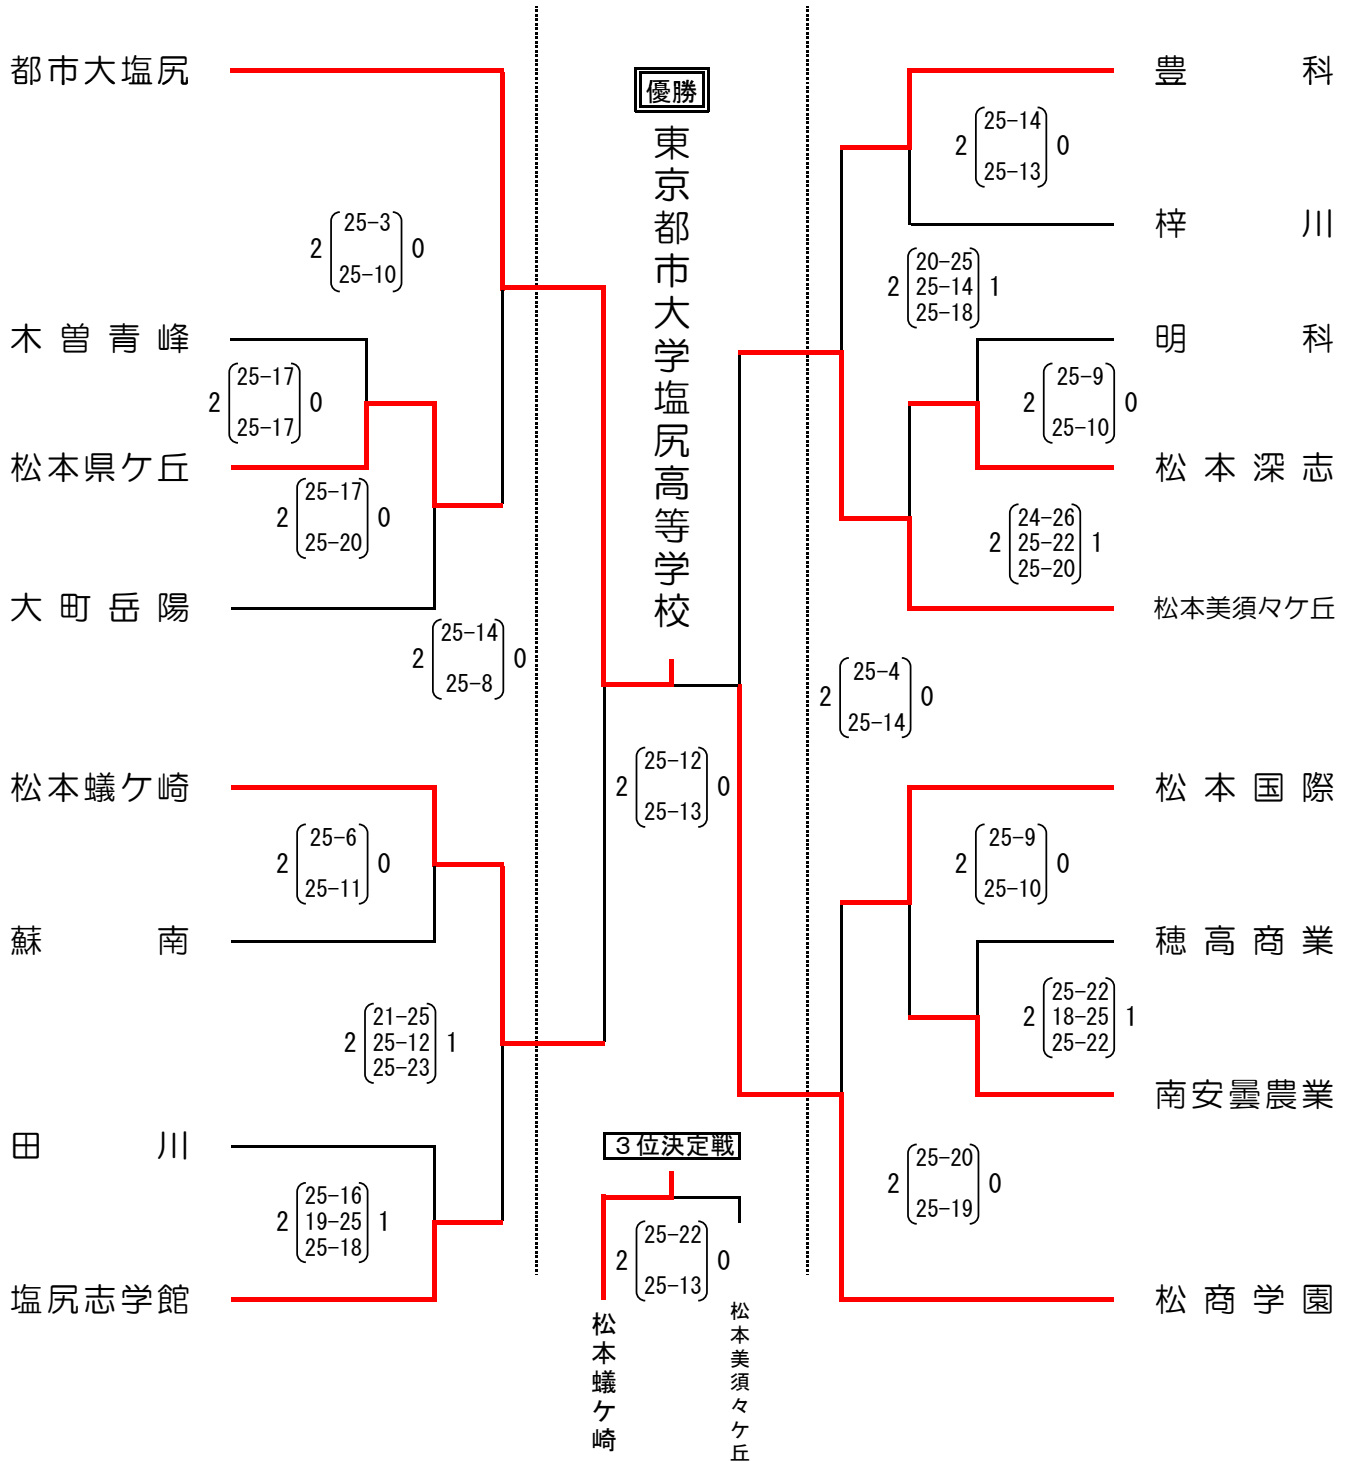 都市大塩尻
2 25-3 0
25-10
木曽青峰
2 25-17 0
25-17
松本県ケ丘
2 25-17 0
25-20
大町岳陽
2 25-14 0
25-8
松本蟻ケ崎
2 25-6 0
25-11
蘇南
2 21-25 1
25-12
25-23
田川
2 25-16 1
19-25
25-18
塩尻志学館
優勝
東京都市大学塩尻高等学校
2 25-12 0
25-13
3位決定戦
2 25-22 0
25-13
松本蟻ケ崎
松本美須々ケ丘
豊科
2 25-14 0
25-13
梓川
2 20-25 1
25-14
25-18
明科
2 25-9 0
25-10
松本深志
2 24-26 1
25-22
25-20
松本美須々ケ丘
2 25-4 0
25-14
松本国際
2 25-9 0
25-10
穂高商業
2 25-22 1
18-25
25-22
南安曇農業
2 25-20 0
25-19
松商学園